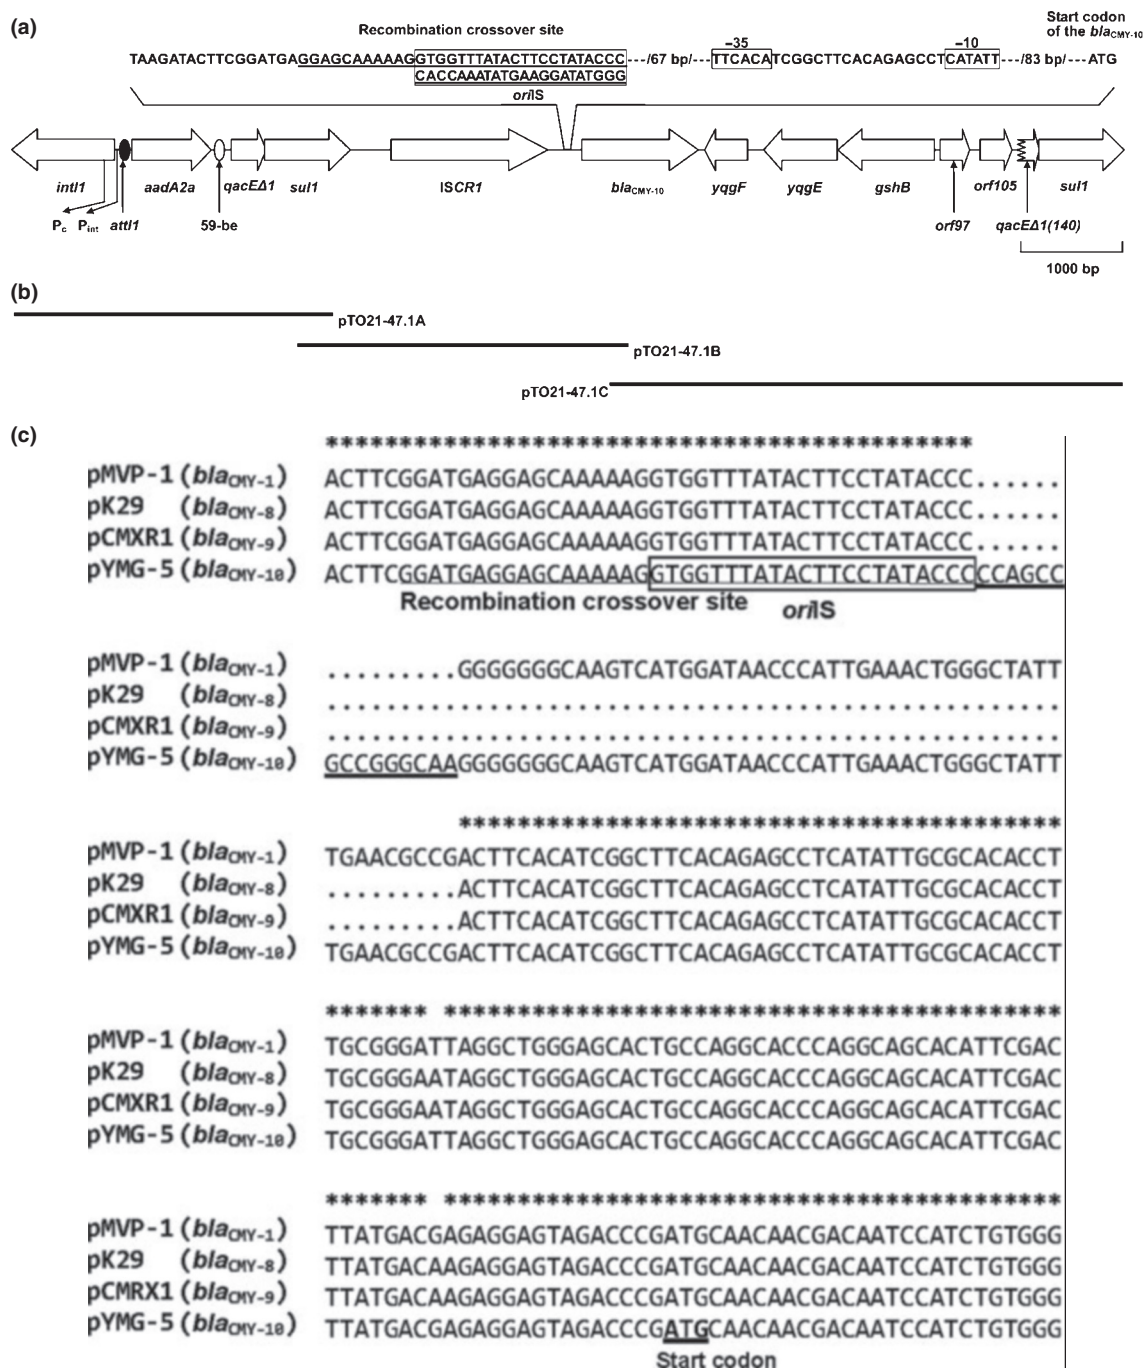 (a)
Start codon
of the blaCMY-10
Recombination crossover site
–35
–10
TAAGATACTTCGGATGAGGAGCAAAAAGGTGGTTTATACTTCCTATACCC----/67 bp/---TTCACATCGGCTTCACAGAGCCTCATATT----/83 bp/----ATG
CACCAAATATGAAGGATATGGG
oriIS
intI1 aadA2a qacEΔ1 sul1 ISCR1 blaCMY-10 yqgF yqgE gshB orf105 sul1
Pc Pint attI1 59-be orf97 qacEΔ1(140)
1000 bp
(b)
pTO21-47.1A
pTO21-47.1B
pTO21-47.1C
(c)
****************************************
pMVP-1 (blaCMY-1) ACTTCGGATGAGGAGCAAAAAGGTGGTTTATACTTCCTATACCC......
pK29 (blaCMY-8) ACTTCGGATGAGGAGCAAAAAGGTGGTTTATACTTCCTATACCC......
pCMXR1 (blaCMY-9) ACTTCGGATGAGGAGCAAAAAGGTGGTTTATACTTCCTATACCC......
pYMG-5 (blaCMY-10) ACTTCGGATGAGGAGCAAAAAGGTGGTTTATACTTCCTATACCCCCAGCC
Recombination crossover site oriIS
pMVP-1 (blaCMY-1) .........GGGGGGGCAAGTCATGGATAACCCATTGAAACTGGGCTATT
pK29 (blaCMY-8) ..................................................
pCMXR1 (blaCMY-9) ..................................................
pYMG-5 (blaCMY-10) GCCGGGCAAGGGGGGGCAAGTCATGGATAACCCATTGAAACTGGGCTATT
*****************************************
pMVP-1 (blaCMY-1) TGAACGCCGACTTCACATCGGCTTCACAGAGCCTCATATTGCGCACACCT
pK29 (blaCMY-8) .........ACTTCACATCGGCTTCACAGAGCCTCATATTGCGCACACCT
pCMXR1 (blaCMY-9) .........ACTTCACATCGGCTTCACAGAGCCTCATATTGCGCACACCT
pYMG-5 (blaCMY-10) TGAACGCCGACTTCACATCGGCTTCACAGAGCCTCATATTGCGCACACCT
******* ******************************************
pMVP-1 (blaCMY-1) TGCGGGATTAGGCTGGGAGCACTGCCAGGCACCCAGGCAGCACATTCGAC
pK29 (blaCMY-8) TGCGGGAATAGGCTGGGAGCACTGCCAGGCACCCAGGCAGCACATTCGAC
pCMXR1 (blaCMY-9) TGCGGGAATAGGCTGGGAGCACTGCCAGGCACCCAGGCAGCACATTCGAC
pYMG-5 (blaCMY-10) TGCGGGATTAGGCTGGGAGCACTGCCAGGCACCCAGGCAGCACATTCGAC
******* ******************************************
pMVP-1 (blaCMY-1) TTATGACGAGAGGAGTAGACCCGATGCAACAACGACAATCCATCTGTGGG
pK29 (blaCMY-8) TTATGACAAGAGGAGTAGACCCGATGCAACAACGACAATCCATCTGTGGG
pCMRX1 (blaCMY-9) TTATGACAAGAGGAGTAGACCCGATGCAACAACGACAATCCATCTGTGGG
pYMG-5 (blaCMY-10) TTATGACGAGAGGAGTAGACCCGATGCAACAACGACAATCCATCTGTGGG
Start codon